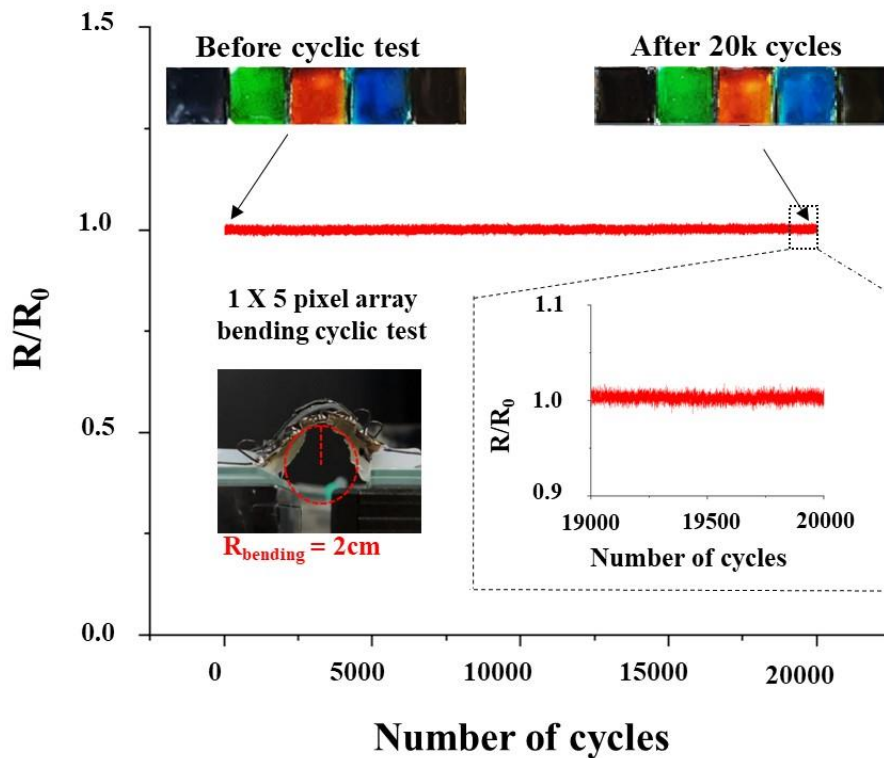 1.5
Before cyclic test
After 20k cycles
1.0
1 X 5 pixel array
bending cyclic test
R/R0
0.5
Rbending = 2cm
0.0
0
5000
10000
15000
20000
Number of cycles
1.1
1.0
0.9
R/R0
19000
19500
20000
Number of cycles